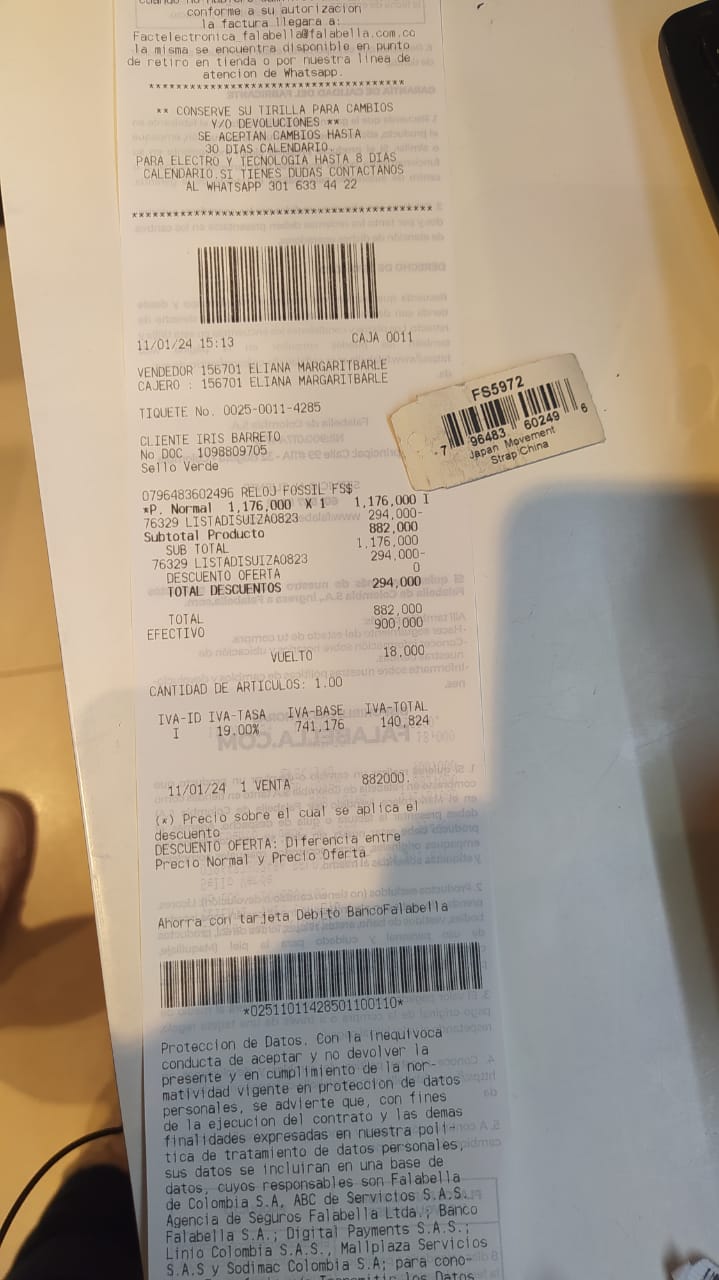 conforme a su autorizacion
la factura llegara a:
Factelectronica_falabella@falabella.com.co
la misma se encuentra disponible en punto
de retiro en tienda o por nuestra linea de
atencion de Whatsapp.
****************************************
** CONSERVE SU TIRILLA PARA CAMBIOS
Y/O DEVOLUCIONES **
SE ACEPTAN CAMBIOS HASTA
30 DIAS CALENDARIO.
PARA ELECTRO Y TECNOLOGIA HASTA 8 DIAS
CALENDARIO.SI TIENES DUDAS CONTACTANOS
AL WHATSAPP 301 633 44 22
****************************************
11/01/24 15:13 CAJA 0011
VENDEDOR 156701 ELIANA MARGARITBARLE
CAJERO : 156701 ELIANA MARGARITBARLE
TIQUETE No. 0025-0011-4285
CLIENTE IRIS BARRETO
No DOC 1098809705
Sello Verde
FS5972
7 96483 60249 6
Japan Movement
Strap China
0796483602496 RELOJ FOSSIL FS$
*P. Normal 1,176,000 X 1 1,176,000 I
76329 LISTADISUIZA0823 294,000-
Subtotal Producto 882,000
SUB TOTAL 1,176,000
76329 LISTADISUIZA0823 294,000-
DESCUENTO OFERTA 0
TOTAL DESCUENTOS 294,000
TOTAL 882,000
EFECTIVO 900,000
VUELTO 18,000
CANTIDAD DE ARTICULOS: 1.00
IVA-ID IVA-TASA IVA-BASE IVA-TOTAL
I 19.00% 741,176 140,824
11/01/24 1 VENTA 882000.
(*) Precio sobre el cual se aplica el
descuento
DESCUENTO OFERTA: Diferencia entre
Precio Normal y Precio Oferta
Ahorra con tarjeta Debito BancoFalabella
*02511011428501100110*
Proteccion de Datos. Con la inequivoca
conducta de aceptar y no devolver la
presente y en cumplimiento de la nor-
matividad vigente en proteccion de datos
personales, se advierte que, con fines
de la ejecucion del contrato y las demas
finalidades expresadas en nuestra poli-
tica de tratamiento de datos personales,
sus datos se incluiran en una base de
datos, cuyos responsables son Falabella
de Colombia S.A, ABC de Servicios S.A.S.
Agencia de Seguros Falabella Ltda.; Banco
Falabella S.A.; Digital Payments S.A.S.;
Linio Colombia S.A.S., Mallplaza Servicios
S.A.S y Sodimac Colombia S.A; para cono-